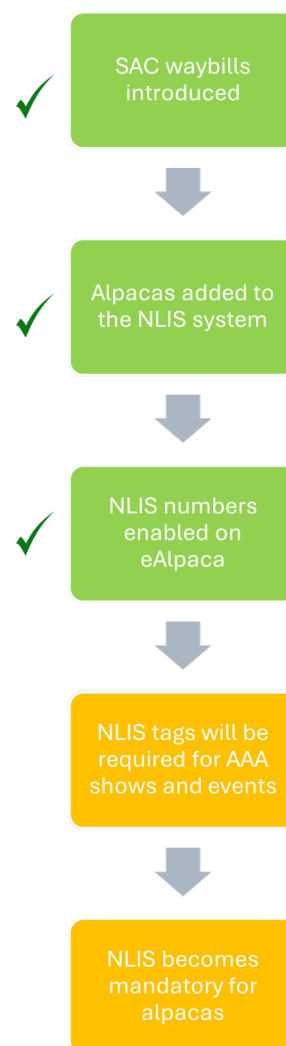 SAC waybills
introduced
Alpacas added to
the NLIS system
NLIS numbers
enabled on
eAlpaca
NLIS tags will be
required for AAA
shows and events
NLIS becomes
mandatory for
alpacas